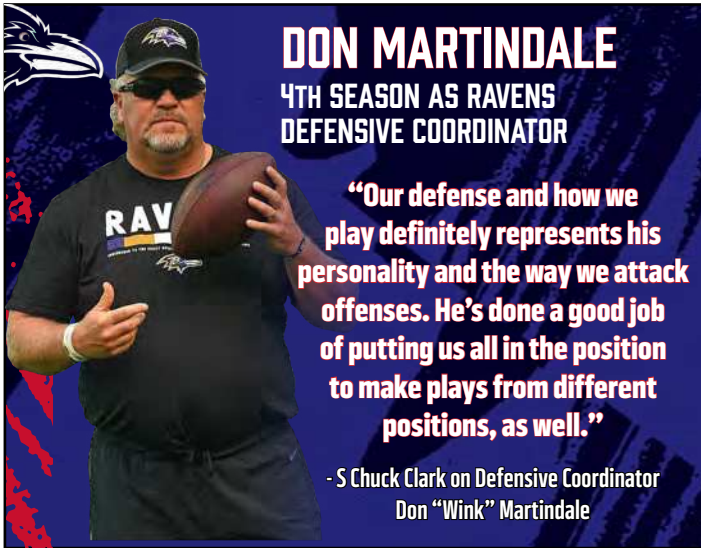 DON MARTINDALE
4TH SEASON AS RAVENS
DEFENSIVE COORDINATOR
“Our defense and how we
play definitely represents his
personality and the way we attack
offenses. He’s done a good job
of putting us all in the position
to make plays from different
positions, as well.”
- S Chuck Clark on Defensive Coordinator
Don “Wink” Martindale
RAV